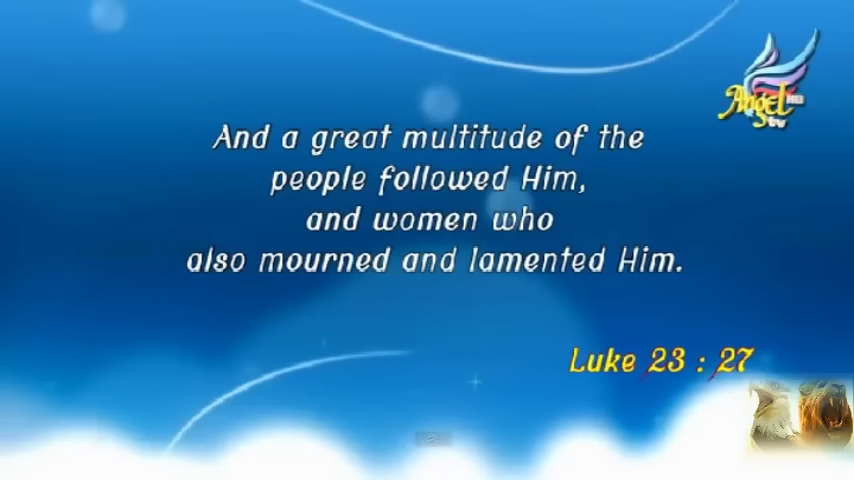 Angel HD
tv
And a great multitude of the
people followed Him,
and women who
also mourned and lamented Him.
Luke 23 : 27